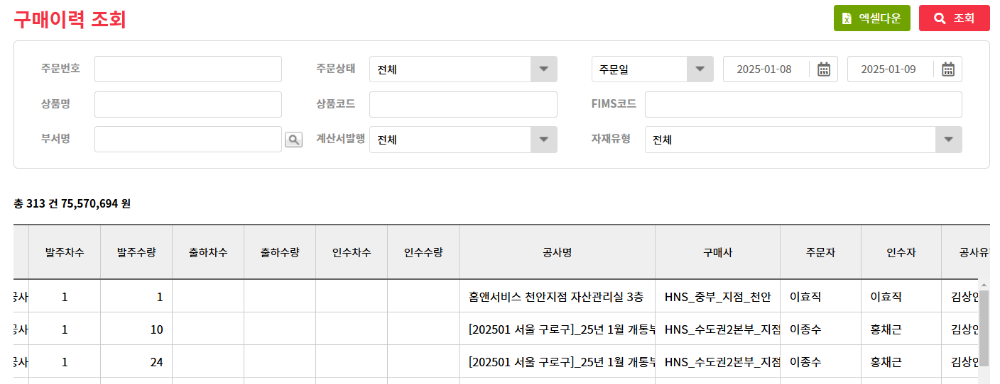 구매이력 조회
엑셀다운 조회
주문번호 주문상태 전체 주문일 2025-01-08 2025-01-09
상품명 상품코드 FIMS코드
부서명 계산서발행 전체 자재유형 전체
총 313 건 75,570,694 원
발주차수 발주수량 출하차수 출하수량 인수차수 인수수량 공사명 구매사 주문자 인수자 공사유
공사 1 1 홈앤서비스 천안지점 자산관리실 3층 HNS_중부_지점_천안 이효직 이효직 김상인
공사 1 10 [202501 서울 구로구]_25년 1월 개통부 HNS_수도권2본부_지점 이종수 홍채근 김상인
공사 1 24 [202501 서울 구로구]_25년 1월 개통부 HNS_수도권2본부_지점 이종수 홍채근 김상인